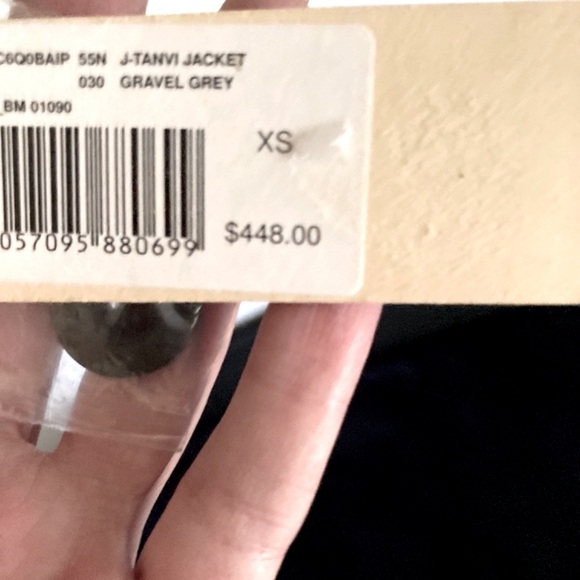 C6Q0BAIP 55N J-TANVI JACKET
030 GRAVEL GREY
BM 01090
XS
057095 880699
$448.00